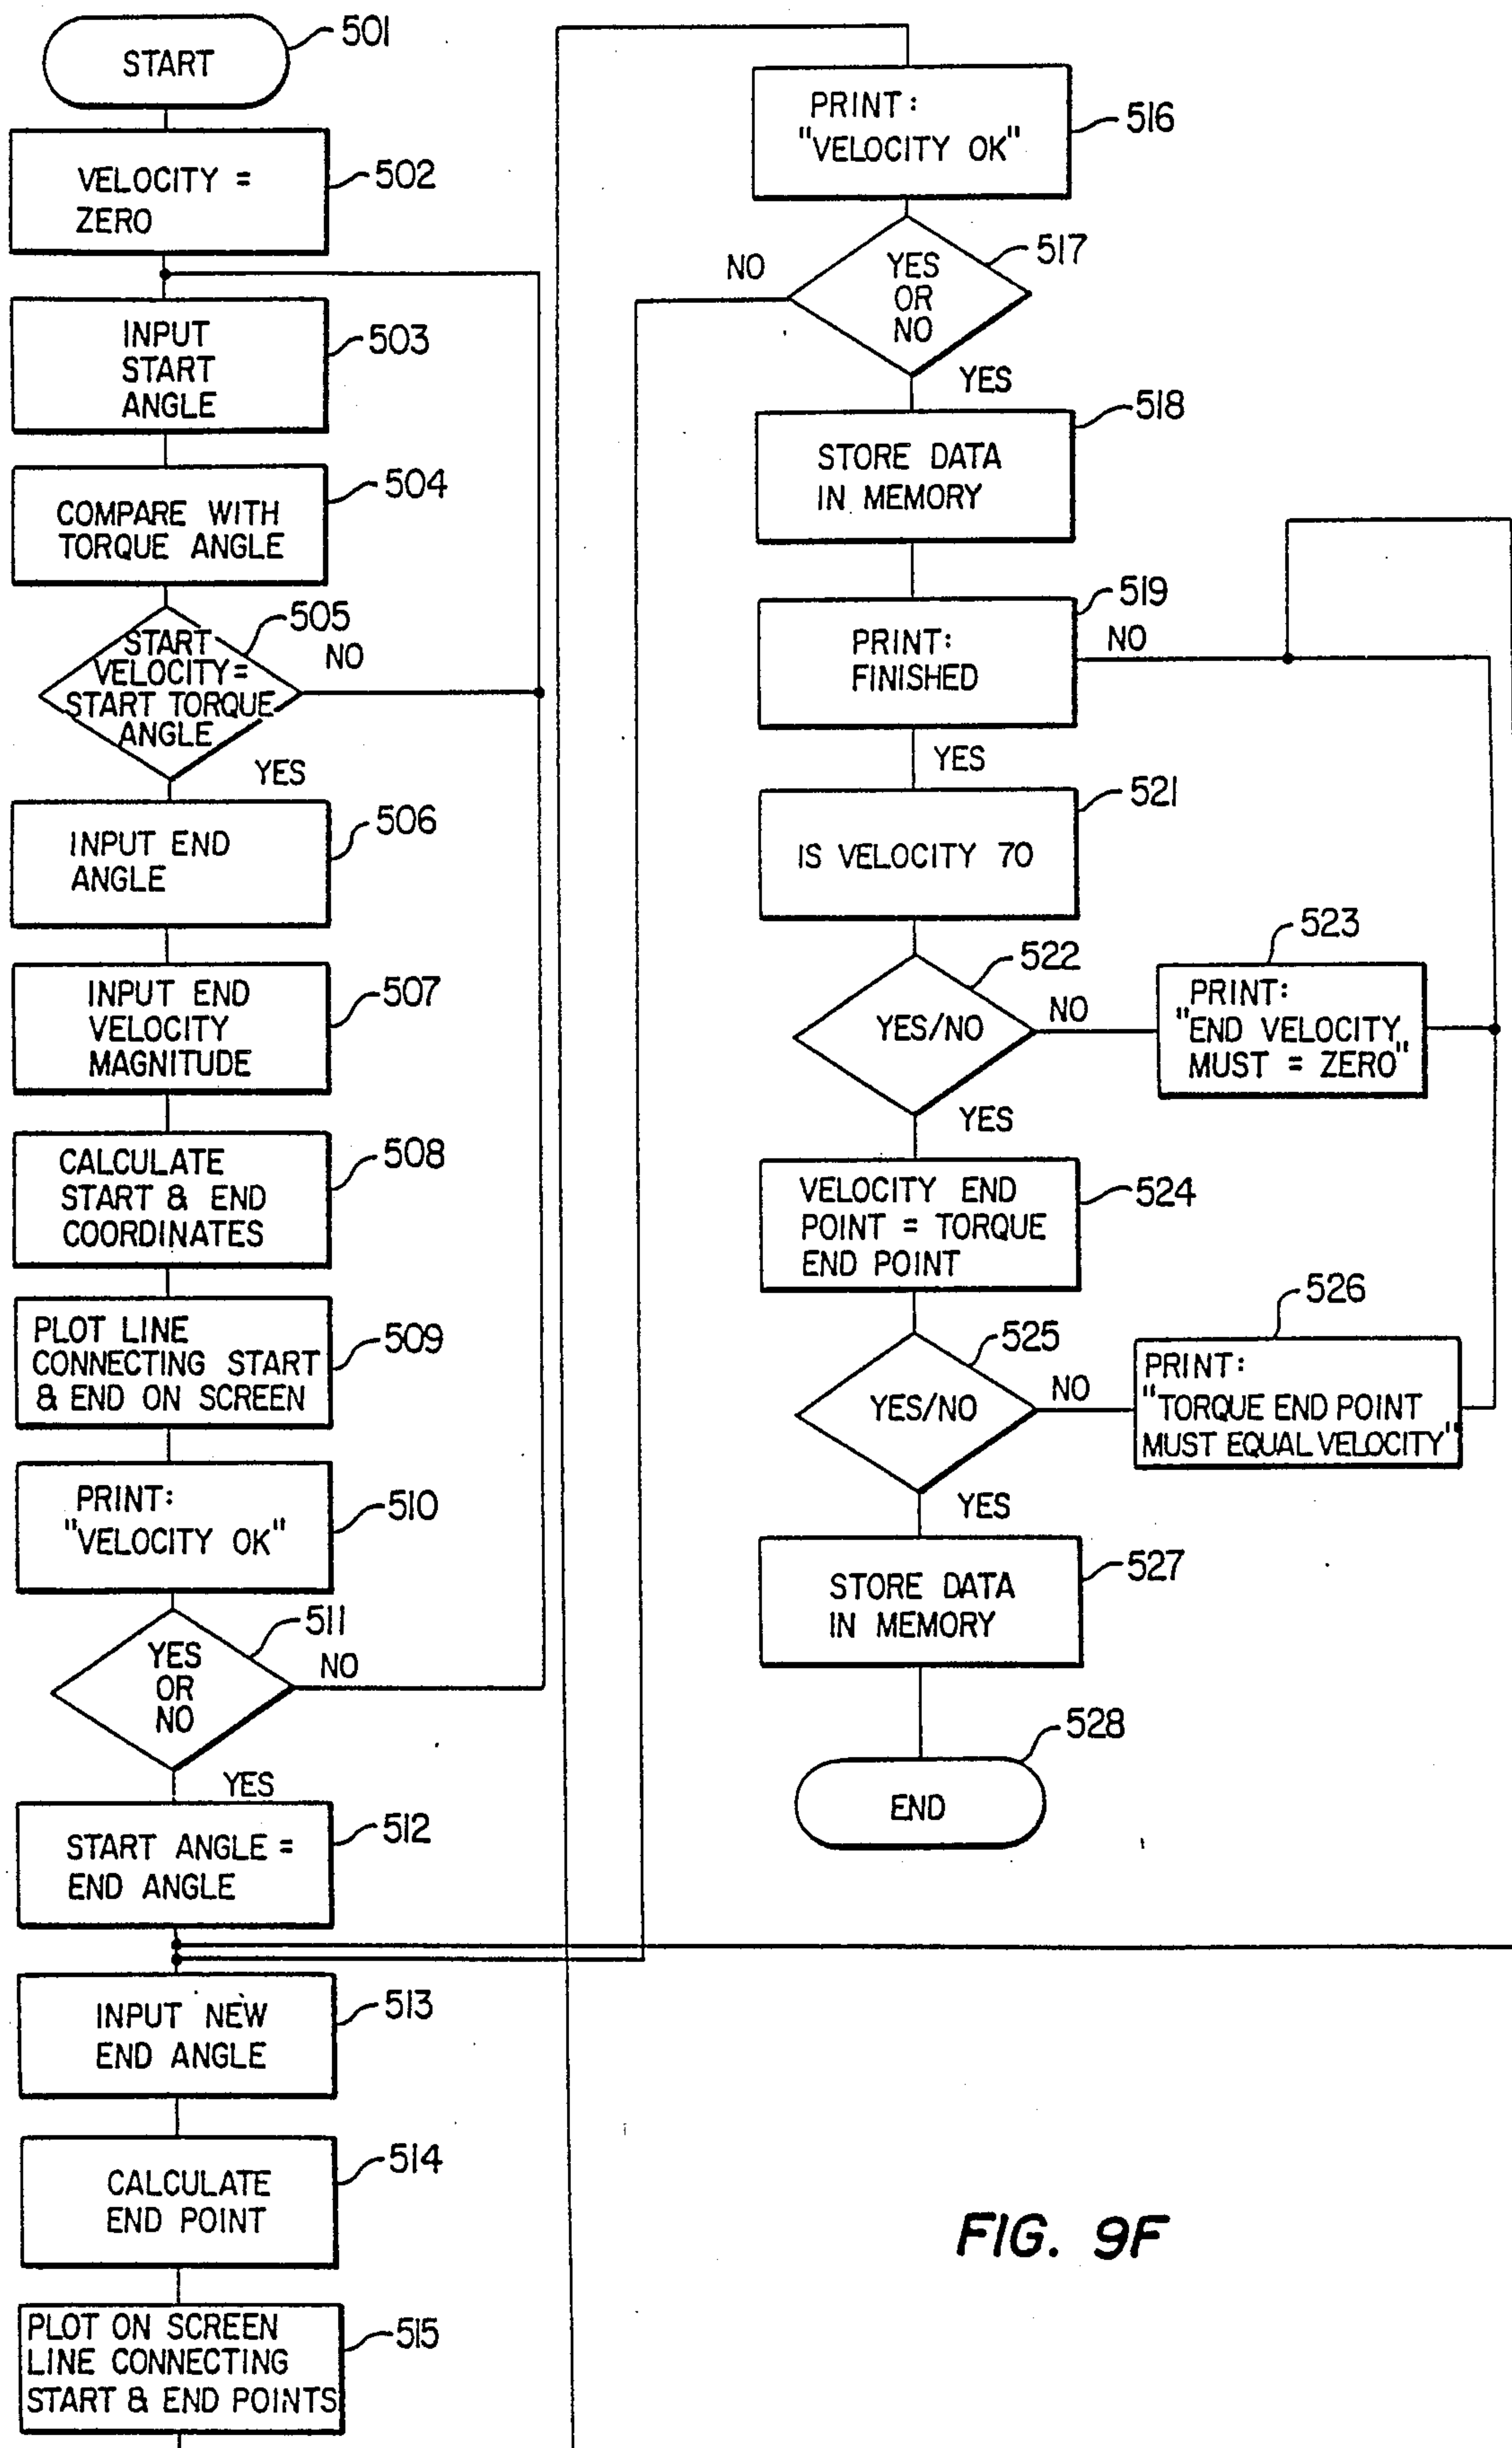 START
501
VELOCITY =
ZERO
502
INPUT
START
ANGLE
503
COMPARE WITH
TORQUE ANGLE
504
START
VELOCITY=
START TORQUE
ANGLE
505
NO
YES
INPUT END
ANGLE
506
INPUT END
VELOCITY
MAGNITUDE
507
CALCULATE
START & END
COORDINATES
508
PLOT LINE
CONNECTING START
& END ON SCREEN
509
PRINT:
"VELOCITY OK"
510
YES
OR
NO
511
NO
YES
START ANGLE =
END ANGLE
512
INPUT NEW
END ANGLE
513
CALCULATE
END POINT
514
PLOT ON SCREEN
LINE CONNECTING
START & END POINTS
515
PRINT:
"VELOCITY OK"
516
YES
OR
NO
517
NO
YES
STORE DATA
IN MEMORY
518
PRINT:
FINISHED
519
NO
YES
IS VELOCITY 70
521
YES/NO
522
NO
PRINT:
"END VELOCITY
MUST = ZERO"
523
YES
VELOCITY END
POINT = TORQUE
END POINT
524
YES/NO
525
NO
PRINT:
"TORQUE END POINT
MUST EQUAL VELOCITY"
526
YES
STORE DATA
IN MEMORY
527
END
528
FIG. 9F